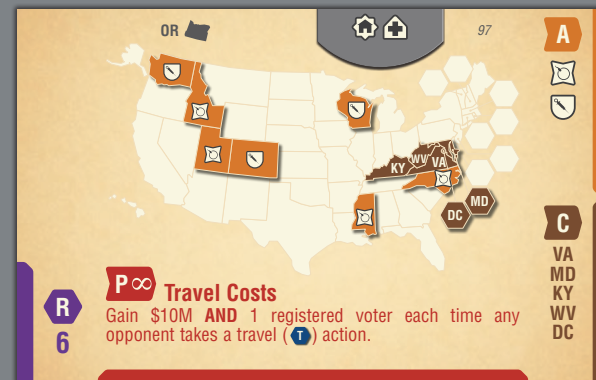 OR
97
A
KY
WV
VA
DC
MD
C
VA
MD
KY
WV
DC
R
6
P∞
Travel Costs
Gain $10M AND 1 registered voter each time any
opponent takes a travel ( T ) action.